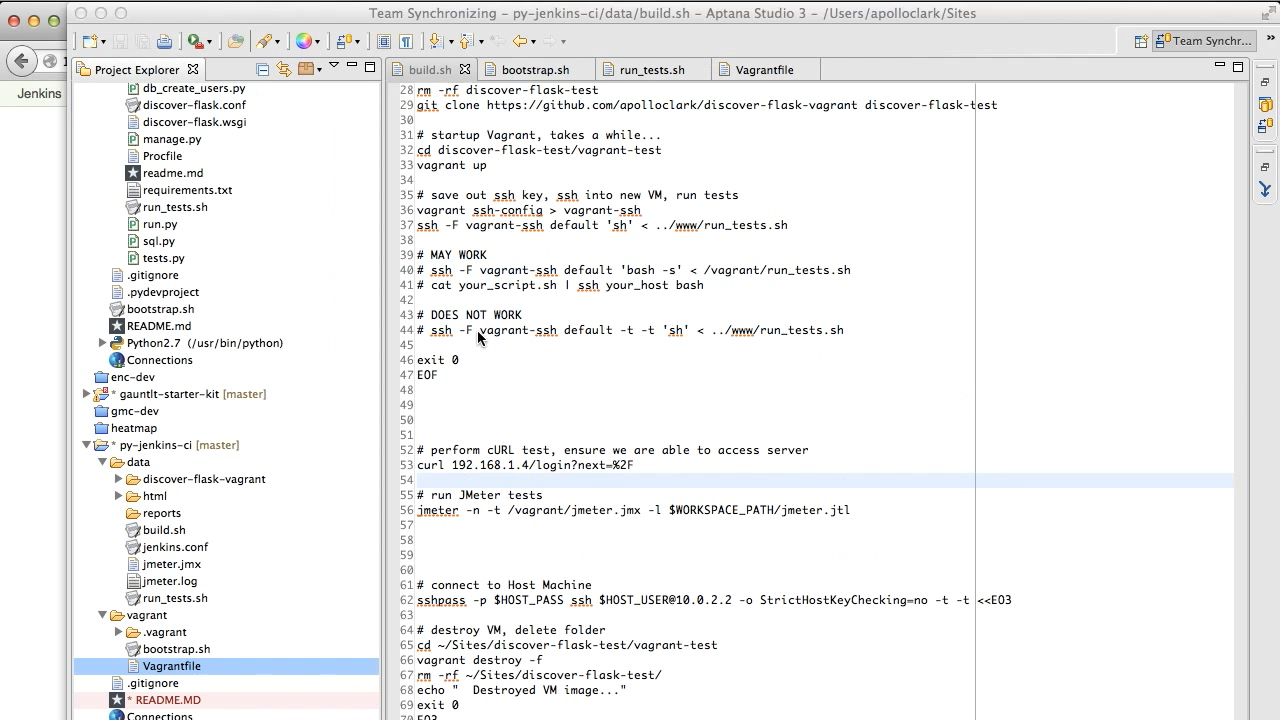 Team Synchronizing - py-jenkins-ci/data/build.sh - Aptana Studio 3 - /Users/apolloclark/Sites
Team Synchr...
»
Jenkins
Project Explorer
db_create_users.py
discover-flask.conf
discover-flask.wsgi
manage.py
Procfile
readme.md
requirements.txt
run_tests.sh
run.py
sql.py
tests.py
.gitignore
.pydevproject
bootstrap.sh
README.md
Python2.7 (/usr/bin/python)
Connections
enc-dev
* gauntlt-starter-kit [master]
gmc-dev
heatmap
* py-jenkins-ci [master]
data
discover-flask-vagrant
html
reports
build.sh
jenkins.conf
jmeter.jmx
jmeter.log
run_tests.sh
vagrant
.vagrant
bootstrap.sh
Vagrantfile
.gitignore
* README.MD
Connections
build.sh
bootstrap.sh
run_tests.sh
Vagrantfile
28 rm -rf discover-flask-test
29 git clone https://github.com/apolloclark/discover-flask-vagrant discover-flask-test
30
31 # startup Vagrant, takes a while...
32 cd discover-flask-test/vagrant-test
33 vagrant up
34
35 # save out ssh key, ssh into new VM, run tests
36 vagrant ssh-config > vagrant-ssh
37 ssh -F vagrant-ssh default 'sh' < ../www/run_tests.sh
38
39 # MAY WORK
40 # ssh -F vagrant-ssh default 'bash -s' < /vagrant/run_tests.sh
41 # cat your_script.sh | ssh your_host bash
42
43 # DOES NOT WORK
44 # ssh -F vagrant-ssh default -t -t 'sh' < ../www/run_tests.sh
45
46 exit 0
47 EOF
48
49
50
51
52 # perform cURL test, ensure we are able to access server
53 curl 192.168.1.4/login?next=%2F
54
55 # run JMeter tests
56 jmeter -n -t /vagrant/jmeter.jmx -l $WORKSPACE_PATH/jmeter.jtl
57
58
59
60
61 # connect to Host Machine
62 sshpass -p $HOST_PASS ssh $HOST_USER@10.0.2.2 -o StrictHostKeyChecking=no -t -t <<EO3
63
64 # destroy VM, delete folder
65 cd ~/Sites/discover-flask-test/vagrant-test
66 vagrant destroy -f
67 rm -rf ~/Sites/discover-flask-test/
68 echo "  Destroyed VM image..."
69 exit 0
70 EO3